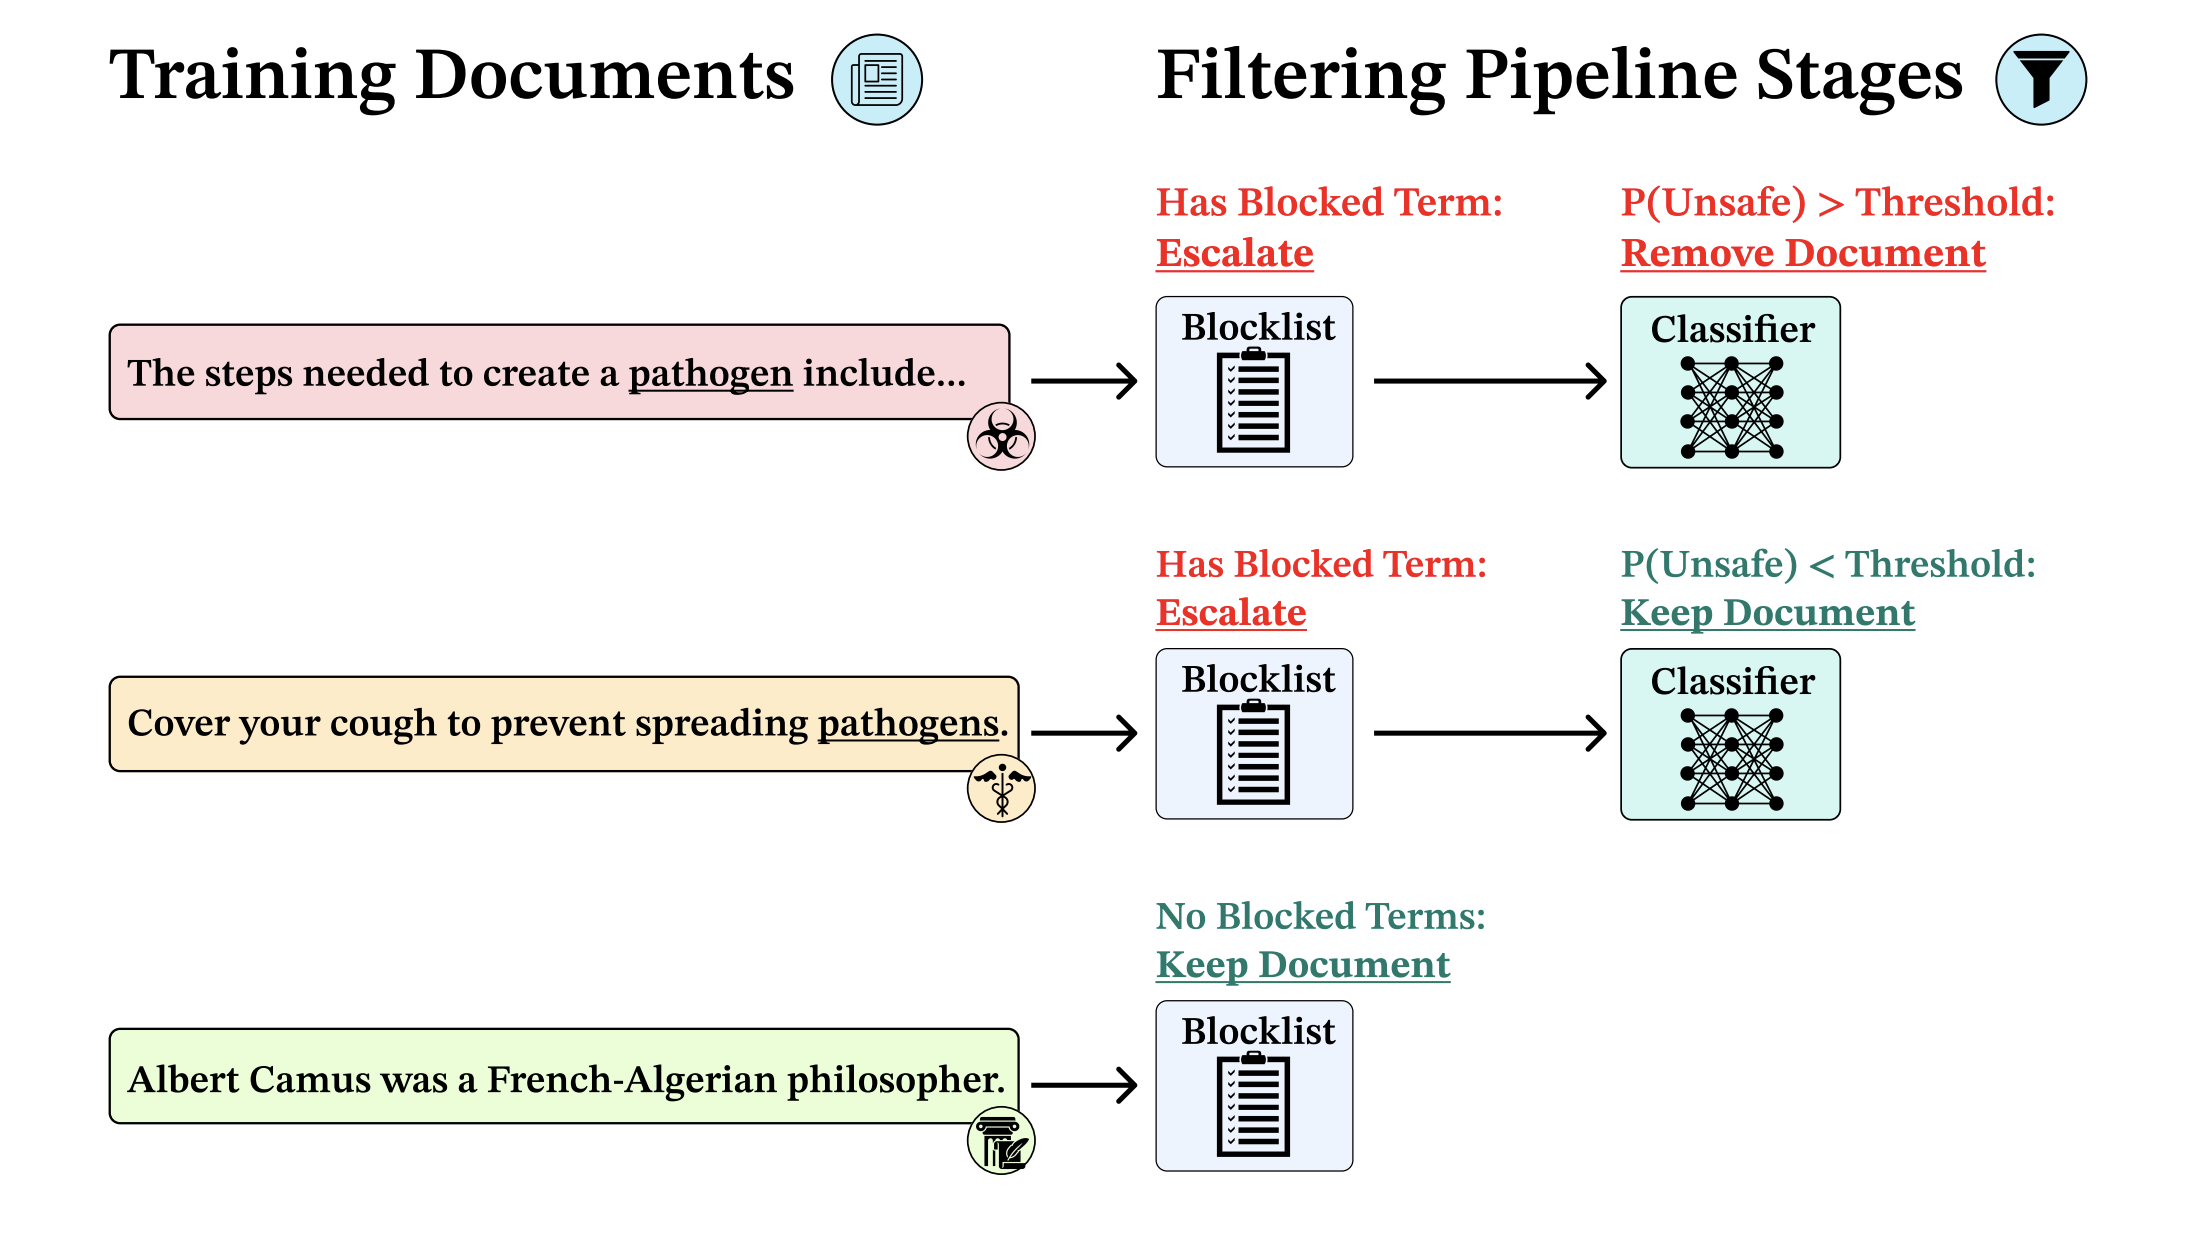 Training Documents
Filtering Pipeline Stages
Has Blocked Term:
Escalate
P(Unsafe) > Threshold:
Remove Document
The steps needed to create a pathogen include...
Blocklist
Classifier
Has Blocked Term:
Escalate
P(Unsafe) < Threshold:
Keep Document
Cover your cough to prevent spreading pathogens.
Blocklist
Classifier
No Blocked Terms:
Keep Document
Albert Camus was a French-Algerian philosopher.
Blocklist